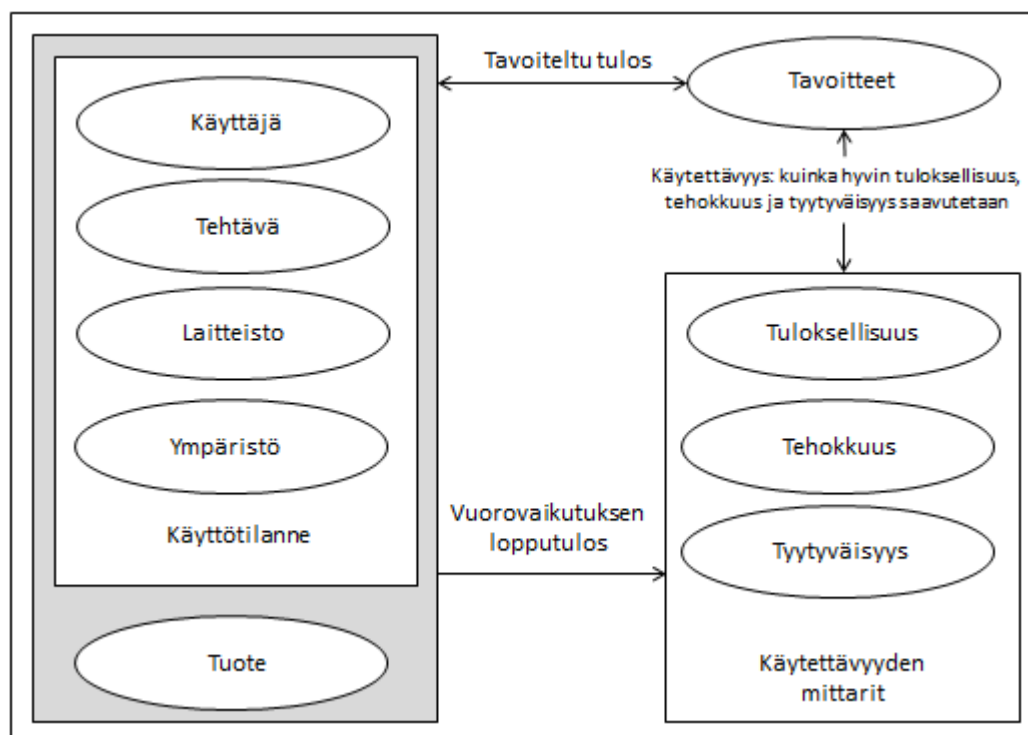 Käyttäjä
Tehtävä
Laitteisto
Ympäristö
Käyttötilanne
Tuote
Tavoiteltu tulos
Tavoitteet
Käytettävyys: kuinka hyvin tuloksellisuus,
tehokkuus ja tyytyväisyys saavutetaan
Vuorovaikutuksen
lopputulos
Tuloksellisuus
Tehokkuus
Tyytyväisyys
Käytettävyyden
mittarit